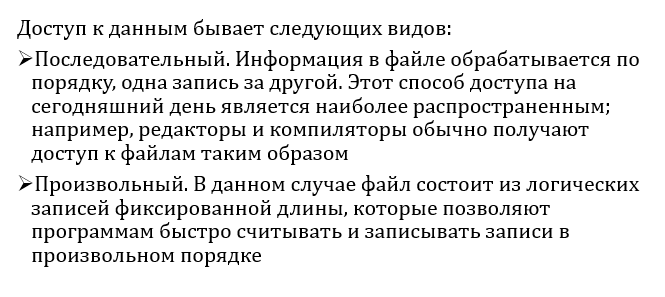 Доступ к данным бывает следующих видов:
➢Последовательный. Информация в файле обрабатывается по
порядку, одна запись за другой. Этот способ доступа на
сегодняшний день является наиболее распространенным;
например, редакторы и компиляторы обычно получают
доступ к файлам таким образом
➢Произвольный. В данном случае файл состоит из логических
записей фиксированной длины, которые позволяют
программам быстро считывать и записывать записи в
произвольном порядке